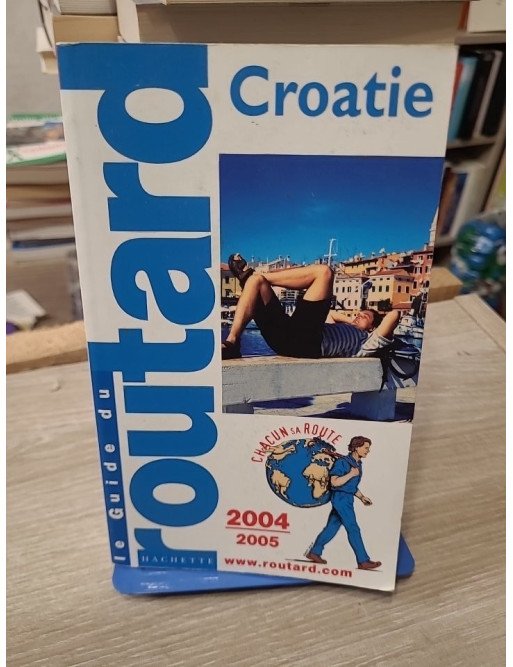 Croatie
le Guide du
routard
CHACUN SA ROUTE
2004
2005
HACHETTE
www.routard.com